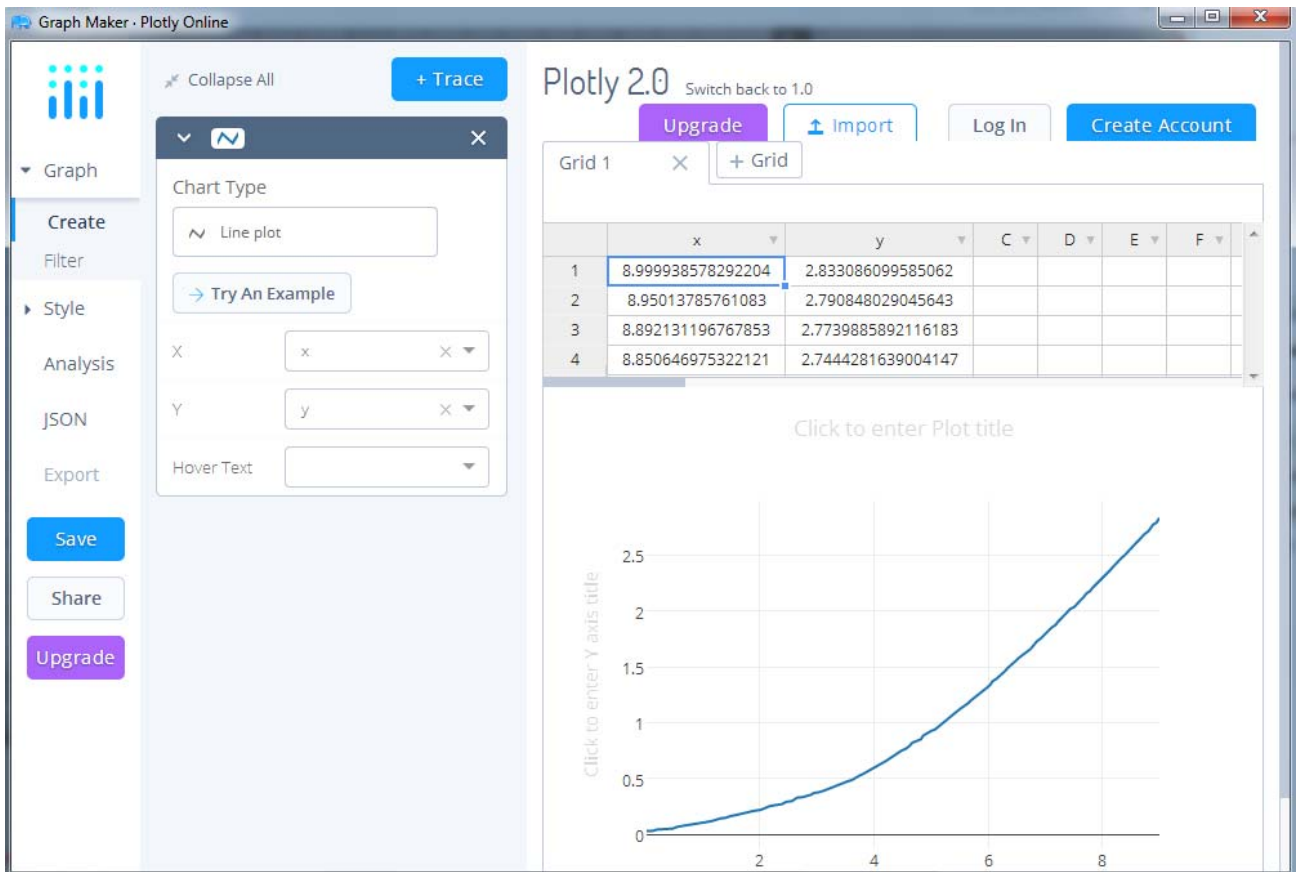 Graph Maker · Plotly Online
Graph
Create
Filter
Style
Analysis
JSON
Export
Save
Share
Upgrade
Collapse All
+ Trace
Chart Type
Line plot
Try An Example
X x
Y y
Hover Text
Plotly 2.0 Switch back to 1.0
Upgrade Import Log In Create Account
Grid 1 + Grid
x y C D E F
1 8.999938578292204 2.833086099585062
2 8.95013785761083 2.790848029045643
3 8.892131196767853 2.7739885892116183
4 8.850646975322121 2.7444281639004147
Click to enter Plot title
Click to enter Y axis title
2.5
2
1.5
1
0.5
0
2 4 6 8